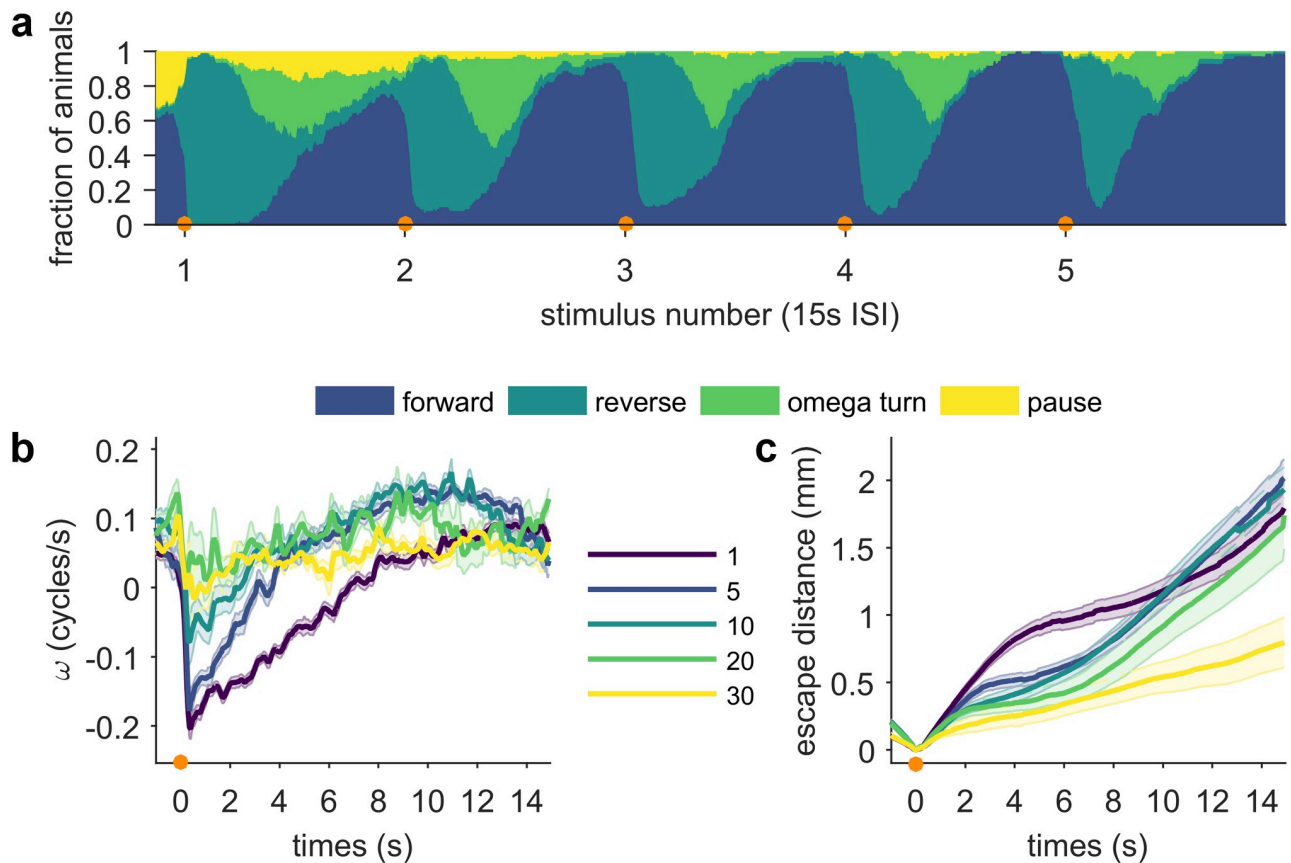 a
fraction of animals
1
0.8
0.6
0.4
0.2
0
1 2 3 4 5
stimulus number (15s ISI)
forward reverse omega turn pause
b
ω (cycles/s)
0.2
0.1
0
-0.1
-0.2
0 2 4 6 8 10 12 14
times (s)
1
5
10
20
30
c
escape distance (mm)
2
1.5
1
0.5
0
0 2 4 6 8 10 12 14
times (s)